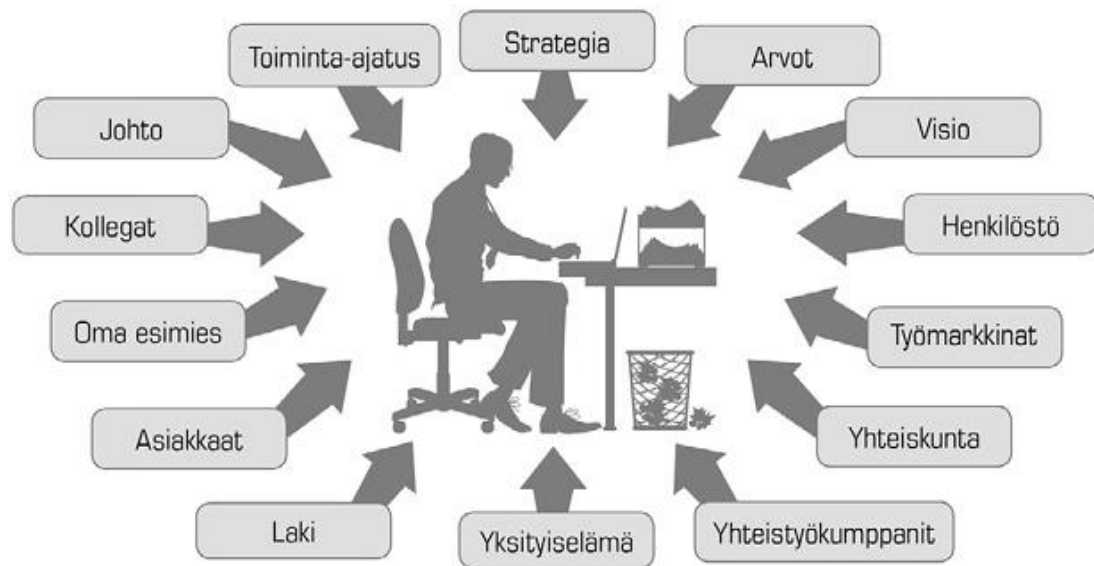 Strategia
Toiminta-ajatus
Arvot
Johto
Visio
Kollegat
Henkilöstö
Oma esimies
Työmarkkinat
Asiakkaat
Yhteiskunta
Laki
Yksityiselämä
Yhteistyökumppanit